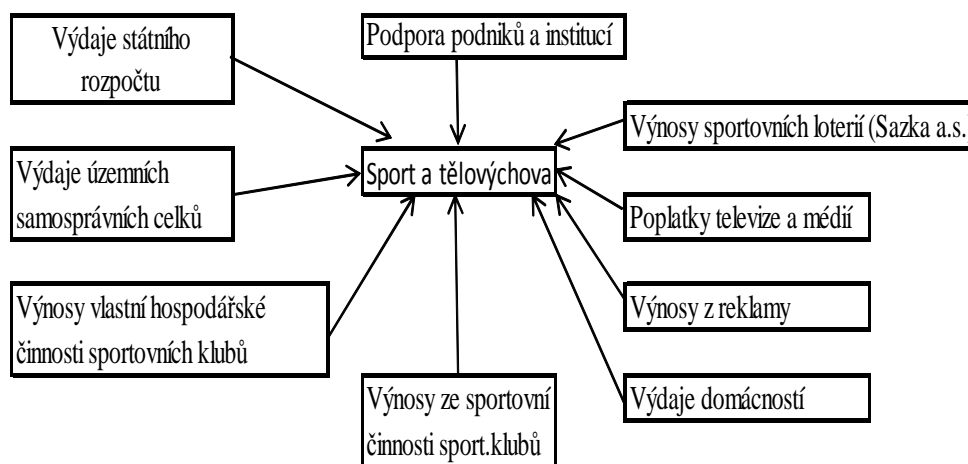 Výdaje státního
rozpočtu
Podpora podniků a institucí
Výnosy sportovních loterií (Sazka a.s.
Sport a tělovýchova
Výdaje územních
samosprávních celků
Poplatky televize a médií
Výnosy vlastní hospodářské
činnosti sportovních klubů
Výnosy z reklamy
Výnosy ze sportovní
činnosti sport.klubů
Výdaje domácností